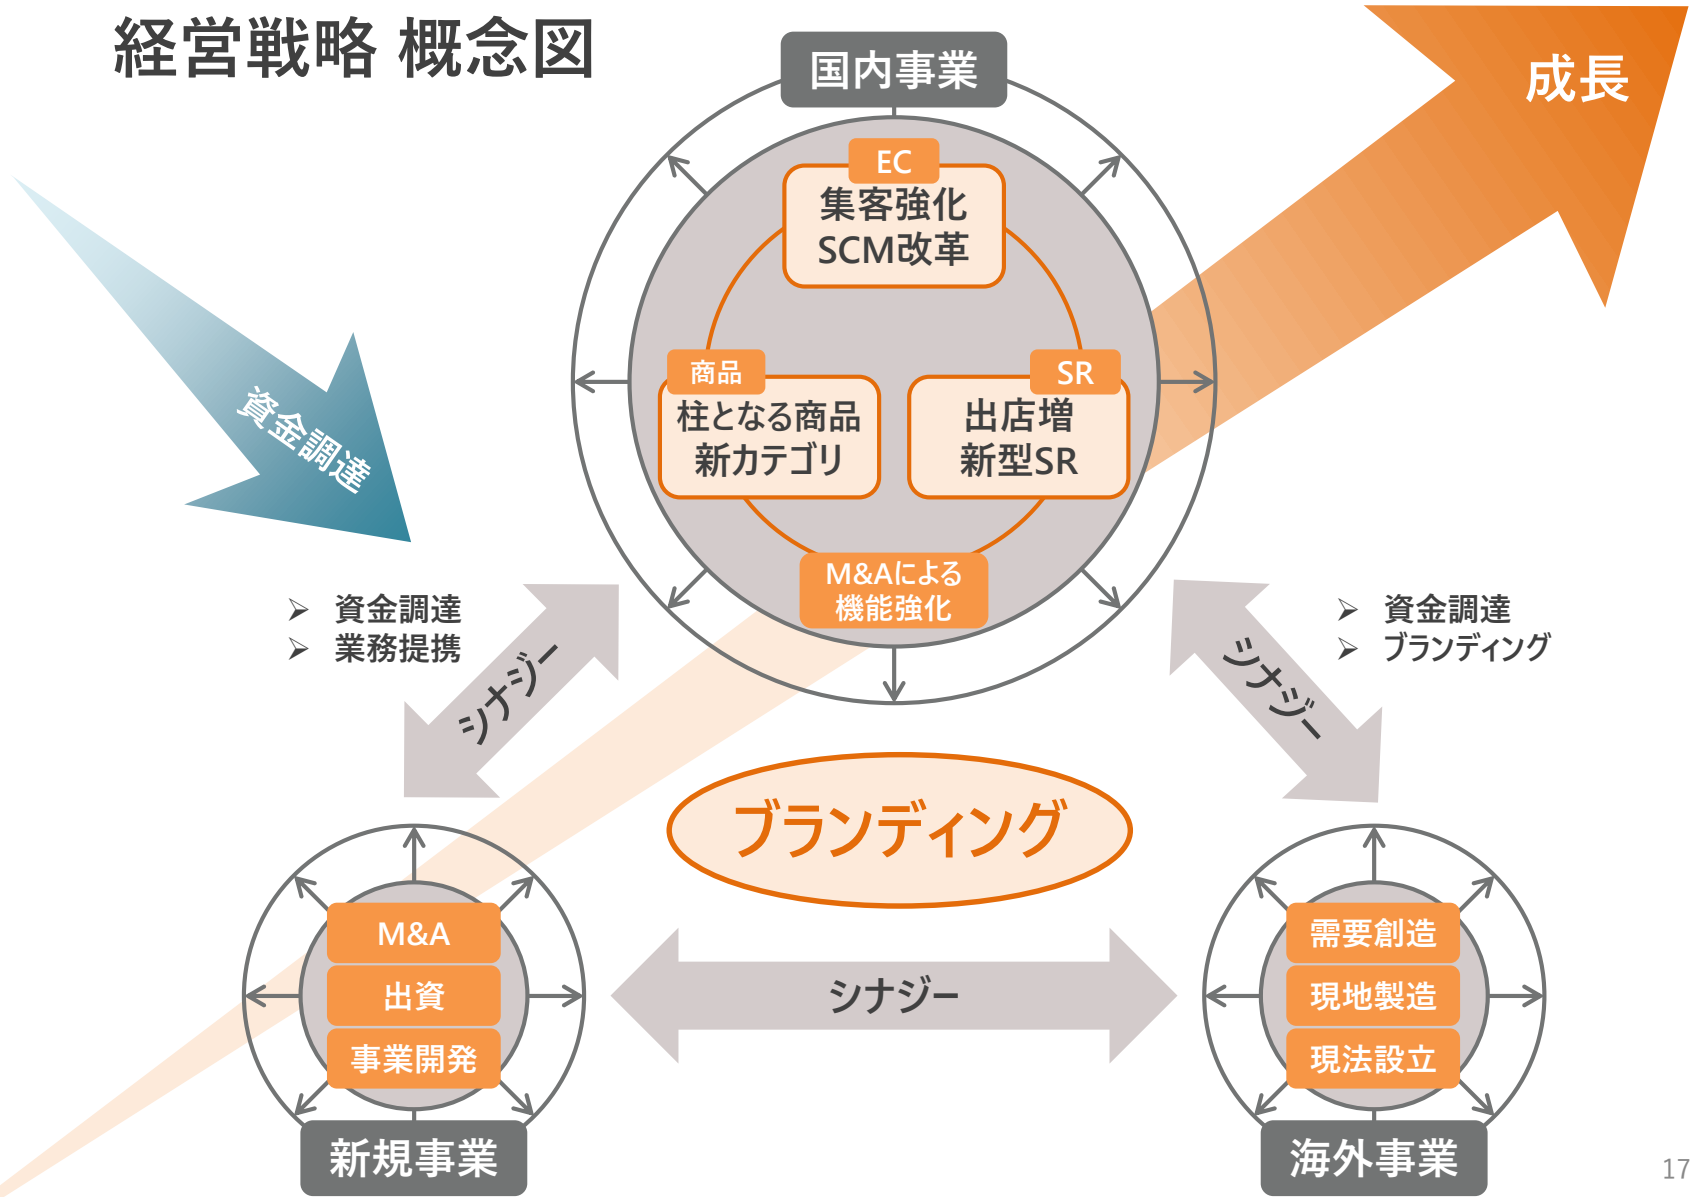 経営戦略 概念図
国内事業
成長
EC
集客強化
SCM改革
商品
柱となる商品
新カテゴリ
SR
出店増
新型SR
M&Aによる
機能強化
資金調達
➢ 資金調達
➢ 業務提携
シナジー
➢ 資金調達
➢ ブランディング
シナジー
ブランディング
シナジー
M&A
出資
事業開発
新規事業
需要創造
現地製造
現法設立
海外事業
17